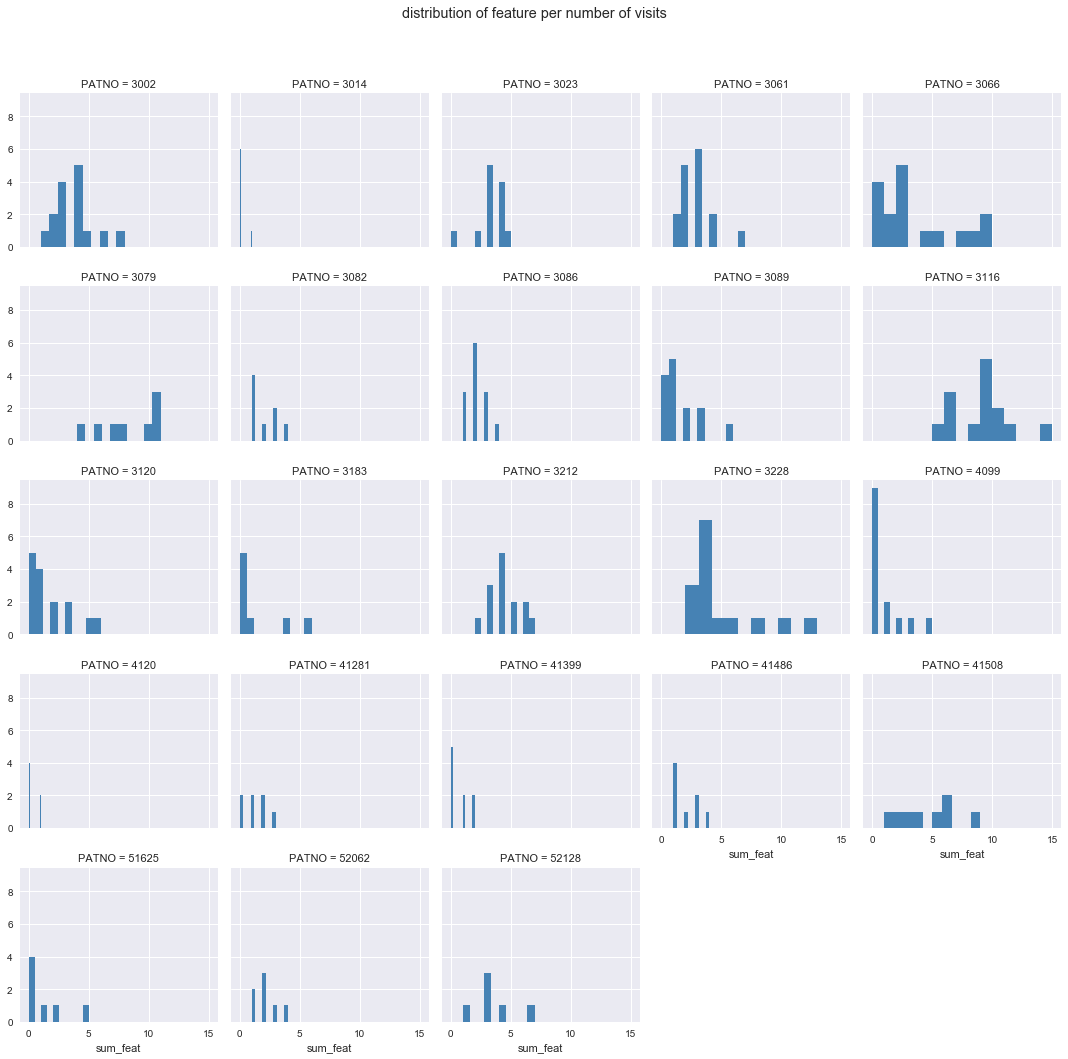 distribution of feature per number of visits
PATNO = 3002 PATNO = 3014 PATNO = 3023 PATNO = 3061 PATNO = 3066
8
6
4
2
0
PATNO = 3079 PATNO = 3082 PATNO = 3086 PATNO = 3089 PATNO = 3116
8
6
4
2
0
PATNO = 3120 PATNO = 3183 PATNO = 3212 PATNO = 3228 PATNO = 4099
8
6
4
2
0
PATNO = 4120 PATNO = 41281 PATNO = 41399 PATNO = 41486 PATNO = 41508
8
6
4
2
0
0 5 10 15 0 5 10 15
sum_feat sum_feat
PATNO = 51625 PATNO = 52062 PATNO = 52128
8
6
4
2
0
0 5 10 15 0 5 10 15 0 5 10 15
sum_feat sum_feat sum_feat